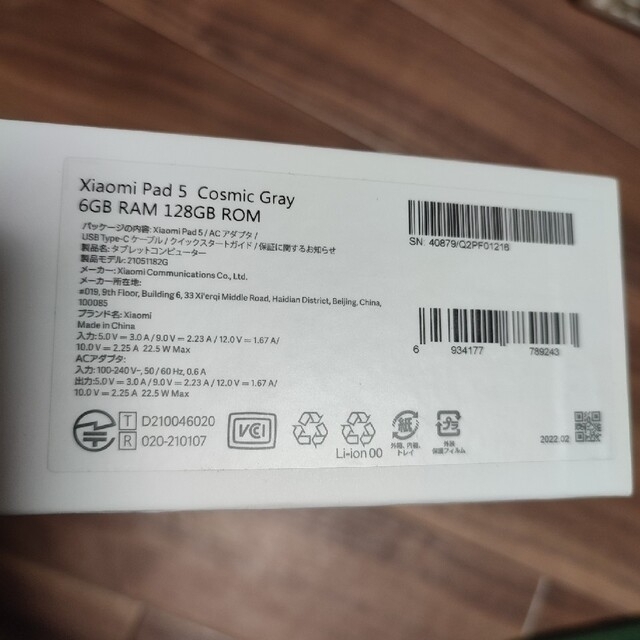 Xiaomi Pad 5 Cosmic Gray
6GB RAM 128GB ROM
パッケージの内容: Xiaomi Pad 5 / AC アダプタ /
USB Type-C ケーブル / クイックスタートガイド / 保証に関するお知らせ
製品名: タブレットコンピューター
製品モデル: 21051182G
メーカー: Xiaomi Communications Co., Ltd.
メーカー所在地:
#019, 9th Floor, Building 6, 33 Xi'erqi Middle Road, Haidian District, Beijing, China,
100085
ブランド名: Xiaomi
Made in China
入力: 5.0V = 3.0 A / 9.0 V = 2.23 A / 12.0 V = 1.67 A/
10.0 V = 2.25 A 22.5 W Max
ACアダプタ:
入力: 100-240 V~, 50 / 60 Hz, 0.6 A
出力:5.0 V = 3.0 A / 9.0 V = 2.23 A / 12.0 V = 1.67 A/
10.0 V = 2.25 A 22.5 W Max
SN: 40879/Q2PF01216
6 934177 789243
T D210046020
R 020-210107
VCCI
Li-ion 00
紙
外箱、内箱、
トレイ
プラ
外装
保護フィルム
2022.02